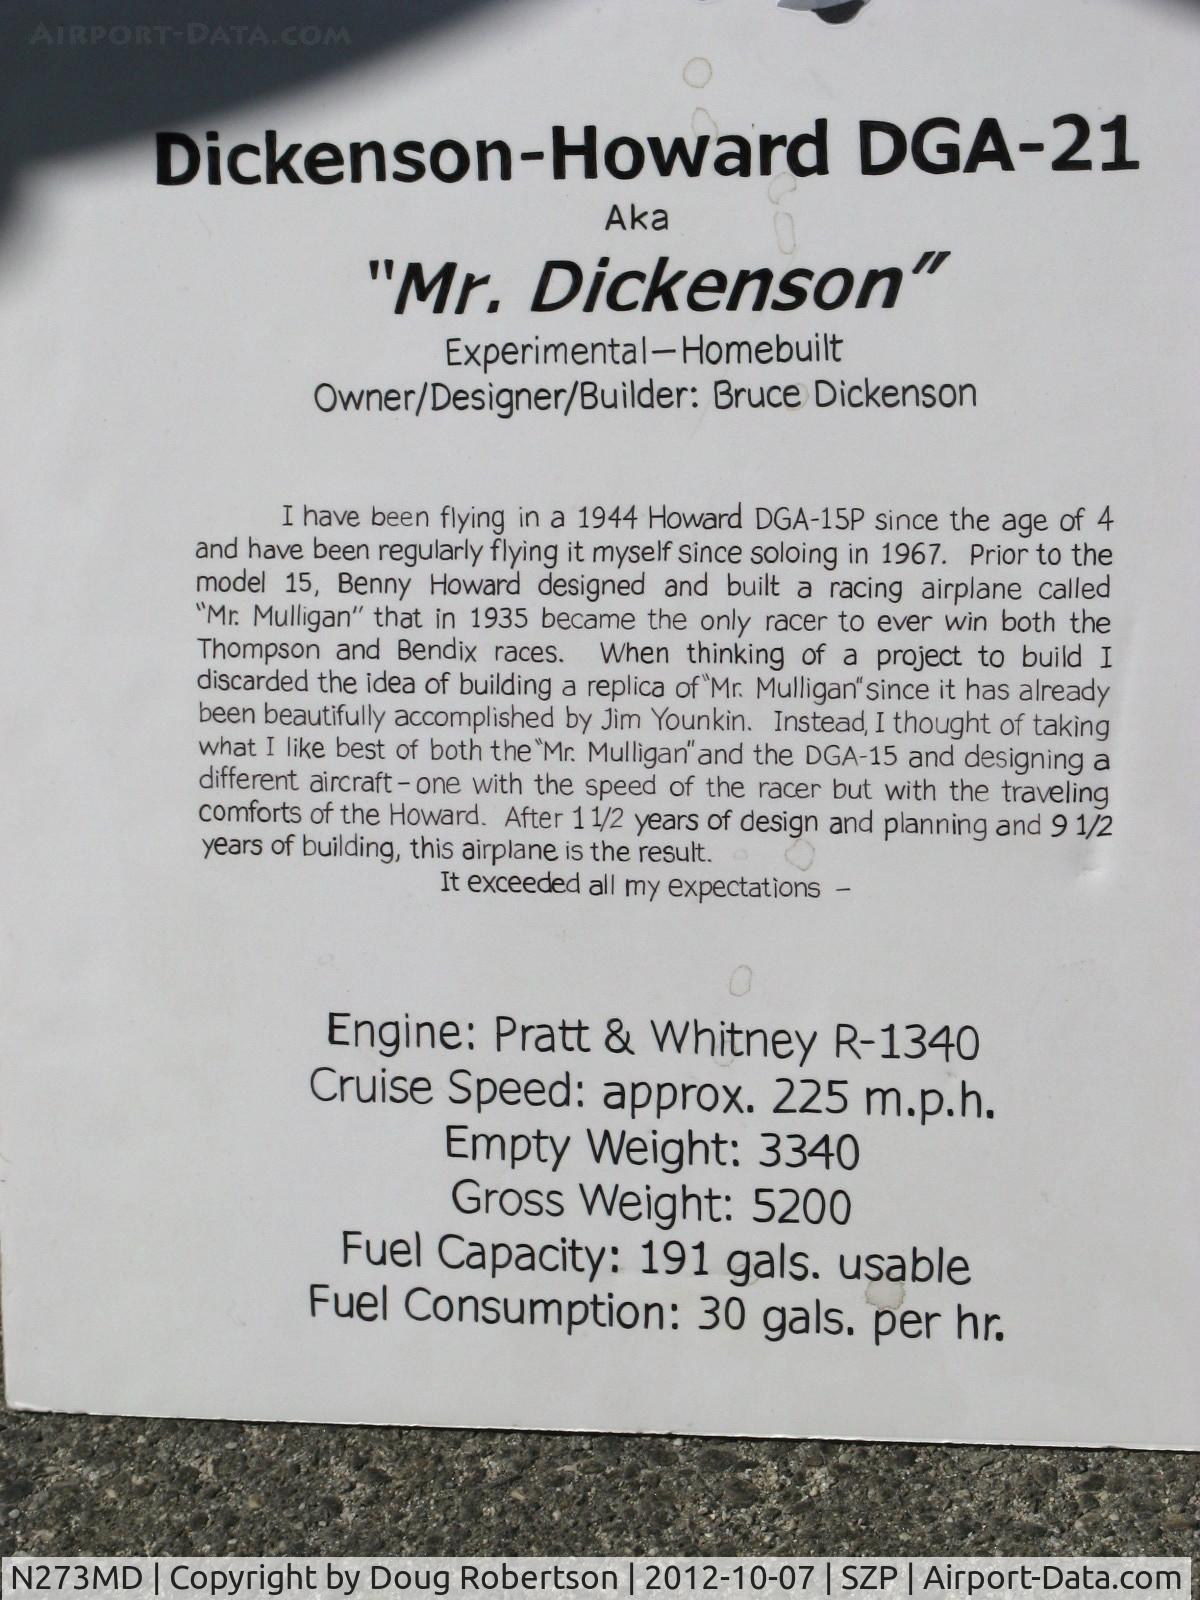 AIRPORT-DATA.COM
Dickenson-Howard DGA-21
Aka
"Mr. Dickenson"
Experimental—Homebuilt
Owner/Designer/Builder: Bruce Dickenson
I have been flying in a 1944 Howard DGA-15P since the age of 4
and have been regularly flying it myself since soloing in 1967. Prior to the
model 15, Benny Howard designed and built a racing airplane called
"Mr. Mulligan" that in 1935 became the only racer to ever win both the
Thompson and Bendix races. When thinking of a project to build I
discarded the idea of building a replica of "Mr. Mulligan" since it has already
been beautifully accomplished by Jim Younkin. Instead, I thought of taking
what I like best of both the "Mr. Mulligan" and the DGA-15 and designing a
different aircraft - one with the speed of the racer but with the traveling
comforts of the Howard. After 1 1/2 years of design and planning and 9 1/2
years of building, this airplane is the result.
It exceeded all my expectations –
Engine: Pratt & Whitney R-1340
Cruise Speed: approx. 225 m.p.h.
Empty Weight: 3340
Gross Weight: 5200
Fuel Capacity: 191 gals. usable
Fuel Consumption: 30 gals. per hr.
N273MD | Copyright by Doug Robertson | 2012-10-07 | SZP | Airport-Data.com